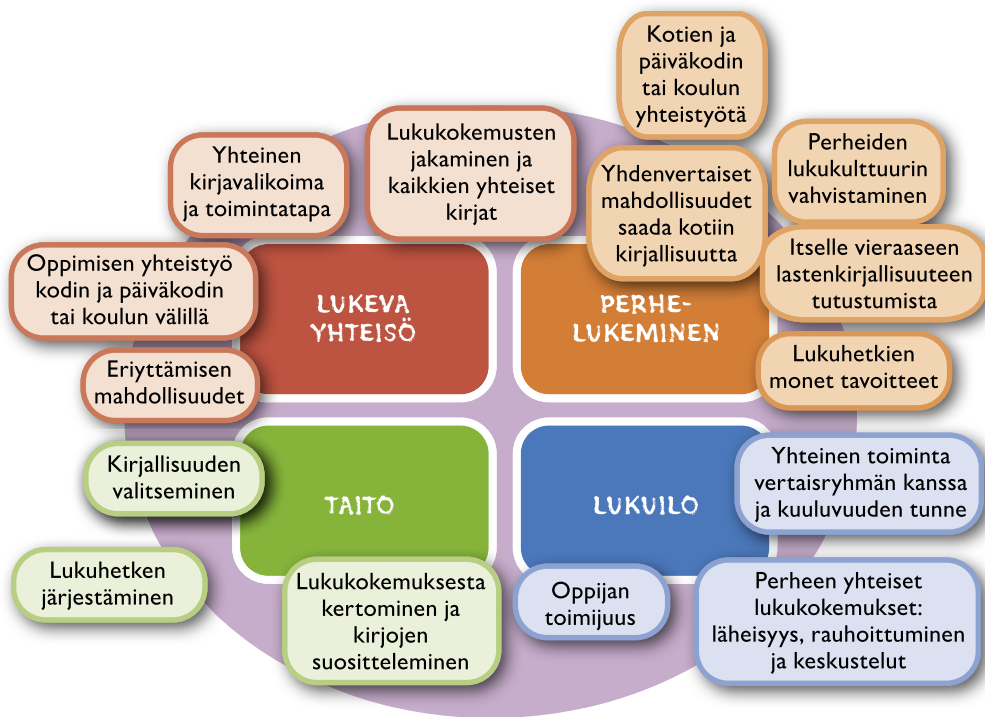 Kotien ja
päiväkodin
tai koulun
yhteistyötä
Lukukokemusten
jakaminen ja
kaikkien yhteiset
kirjat
Yhteinen
kirjavalikoima
ja toimintatapa
Perheiden
lukukulttuurin
vahvistaminen
Yhdenvertaiset
mahdollisuudet
saada kotiin
kirjallisuutta
Oppimisen yhteistyö
kodin ja päiväkodin
tai koulun välillä
LUKEVA
YHTEISÖ
PERHE-
LUKEMINEN
Itselle vieraaseen
lastenkirjallisuuteen
tutustumista
Eriyttämisen
mahdollisuudet
Lukuhetkien
monet tavoitteet
Kirjallisuuden
valitseminen
TAITO
LUKUILO
Yhteinen toiminta
vertaisryhmän kanssa
ja kuuluvuuden tunne
Lukuhetken
järjestäminen
Lukukokemuksesta
kertominen ja
kirjojen
suositteleminen
Oppijan
toimijuus
Perheen yhteiset
lukukokemukset:
läheisyys, rauhoittuminen
ja keskustelut